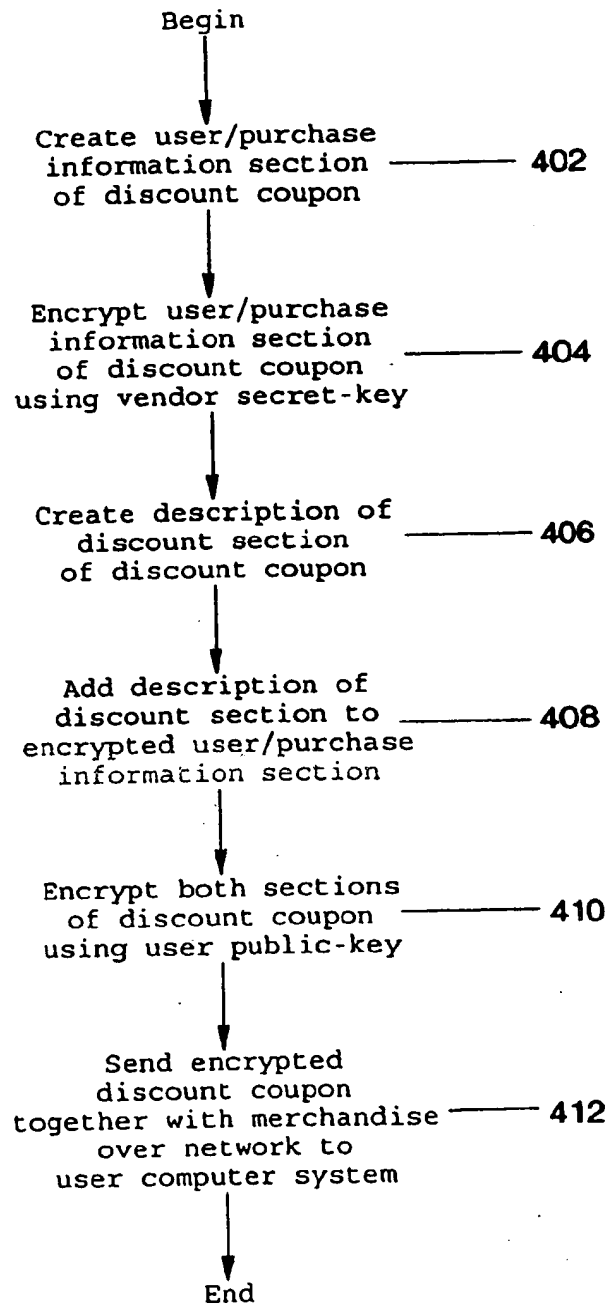 Begin
Create user/purchase
information section
of discount coupon
402
Encrypt user/purchase
information section
of discount coupon
using vendor secret-key
404
Create description of
discount section
of discount coupon
406
Add description of
discount section to
encrypted user/purchase
information section
408
Encrypt both sections
of discount coupon
using user public-key
410
Send encrypted
discount coupon
together with merchandise
over network to
user computer system
412
End